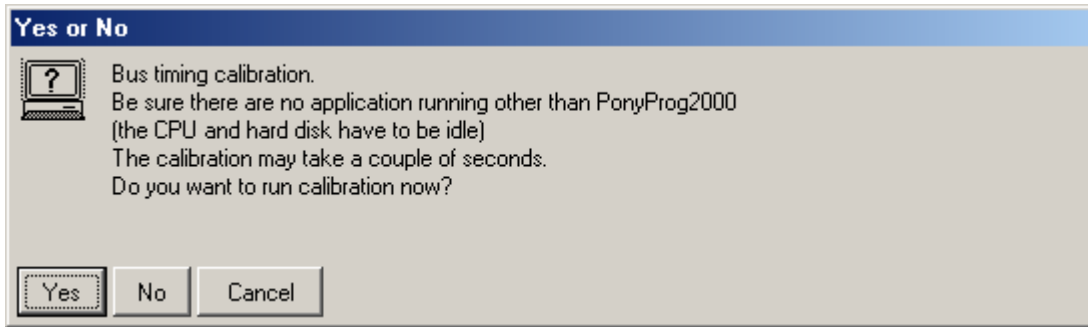 Yes or No
?
Bus timing calibration.
Be sure there are no application running other than PonyProg2000
(the CPU and hard disk have to be idle)
The calibration may take a couple of seconds.
Do you want to run calibration now?
Yes No Cancel